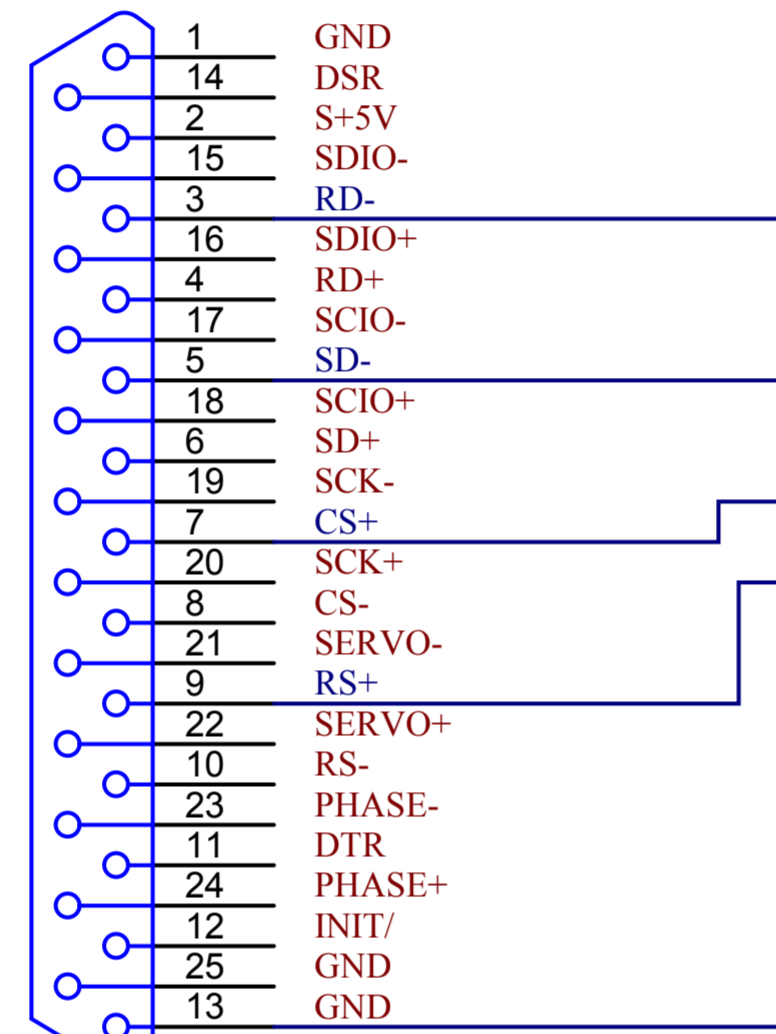 1 GND
14 DSR
2 S+5V
15 SDIO-
3 RD-
16 SDIO+
4 RD+
17 SCIO-
5 SD-
18 SCIO+
6 SD+
19 SCK-
7 CS+
20 SCK+
8 CS-
21 SERVO-
9 RS+
22 SERVO+
10 RS-
23 PHASE-
11 DTR
24 PHASE+
12 INIT/
25 GND
13 GND